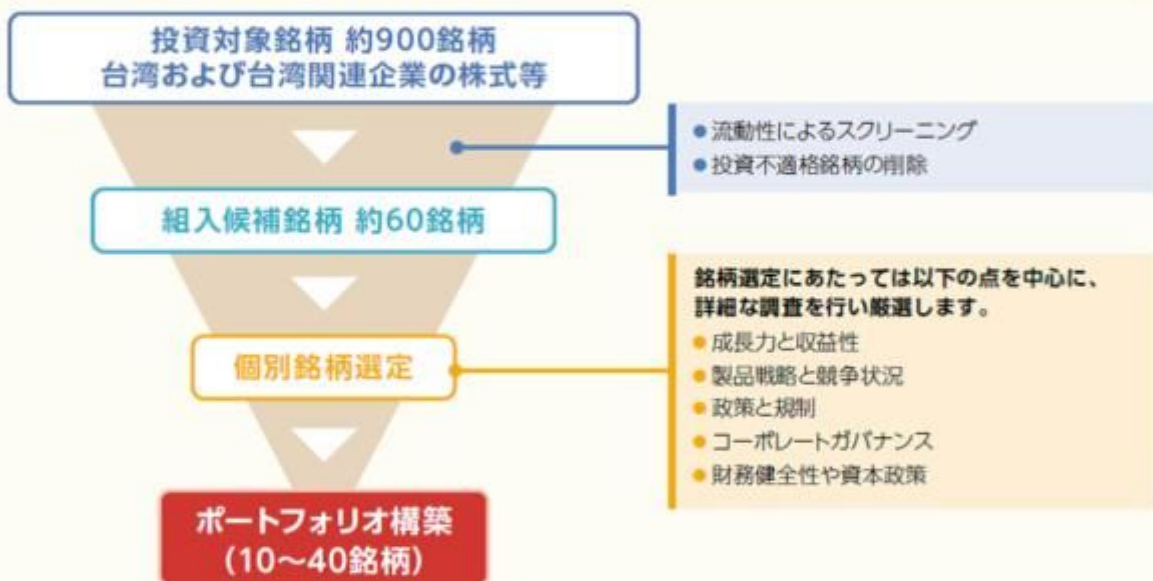 投資対象銘柄 約900銘柄
台湾および台湾関連企業の株式等
● 流動性によるスクリーニング
● 投資不適格銘柄の削除
組入候補銘柄 約60銘柄
銘柄選定にあたっては以下の点を中心に、
詳細な調査を行い厳選します。
● 成長力と収益性
● 製品戦略と競争状況
● 政策と規制
● コーポレートガバナンス
● 財務健全性や資本政策
個別銘柄選定
ポートフォリオ構築
(10〜40銘柄)